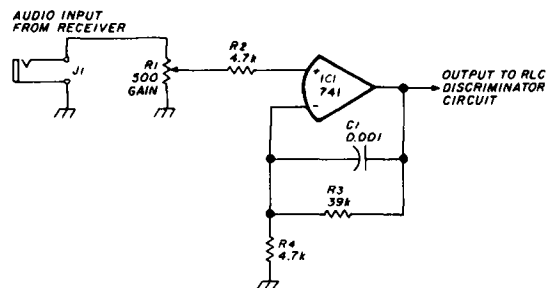 AUDIO INPUT
FROM RECEIVER
J1
R1
500
GAIN
R2
4.7k
+
IC1
741
-
OUTPUT TO RLC
DISCRIMINATOR
CIRCUIT
C1
0.001
R3
39k
R4
4.7k